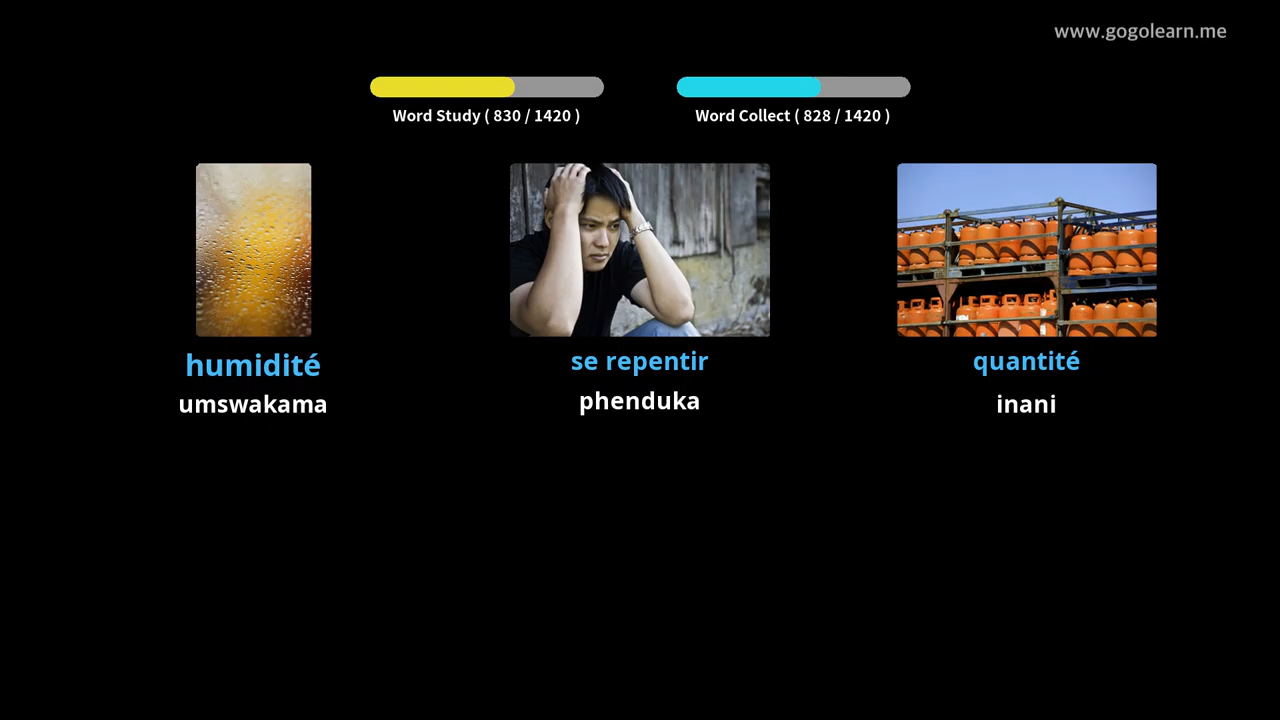 www.gogolearn.me
Word Study ( 830 / 1420 )
Word Collect ( 828 / 1420 )
humidité
umswakama
se repentir
phenduka
quantité
inani